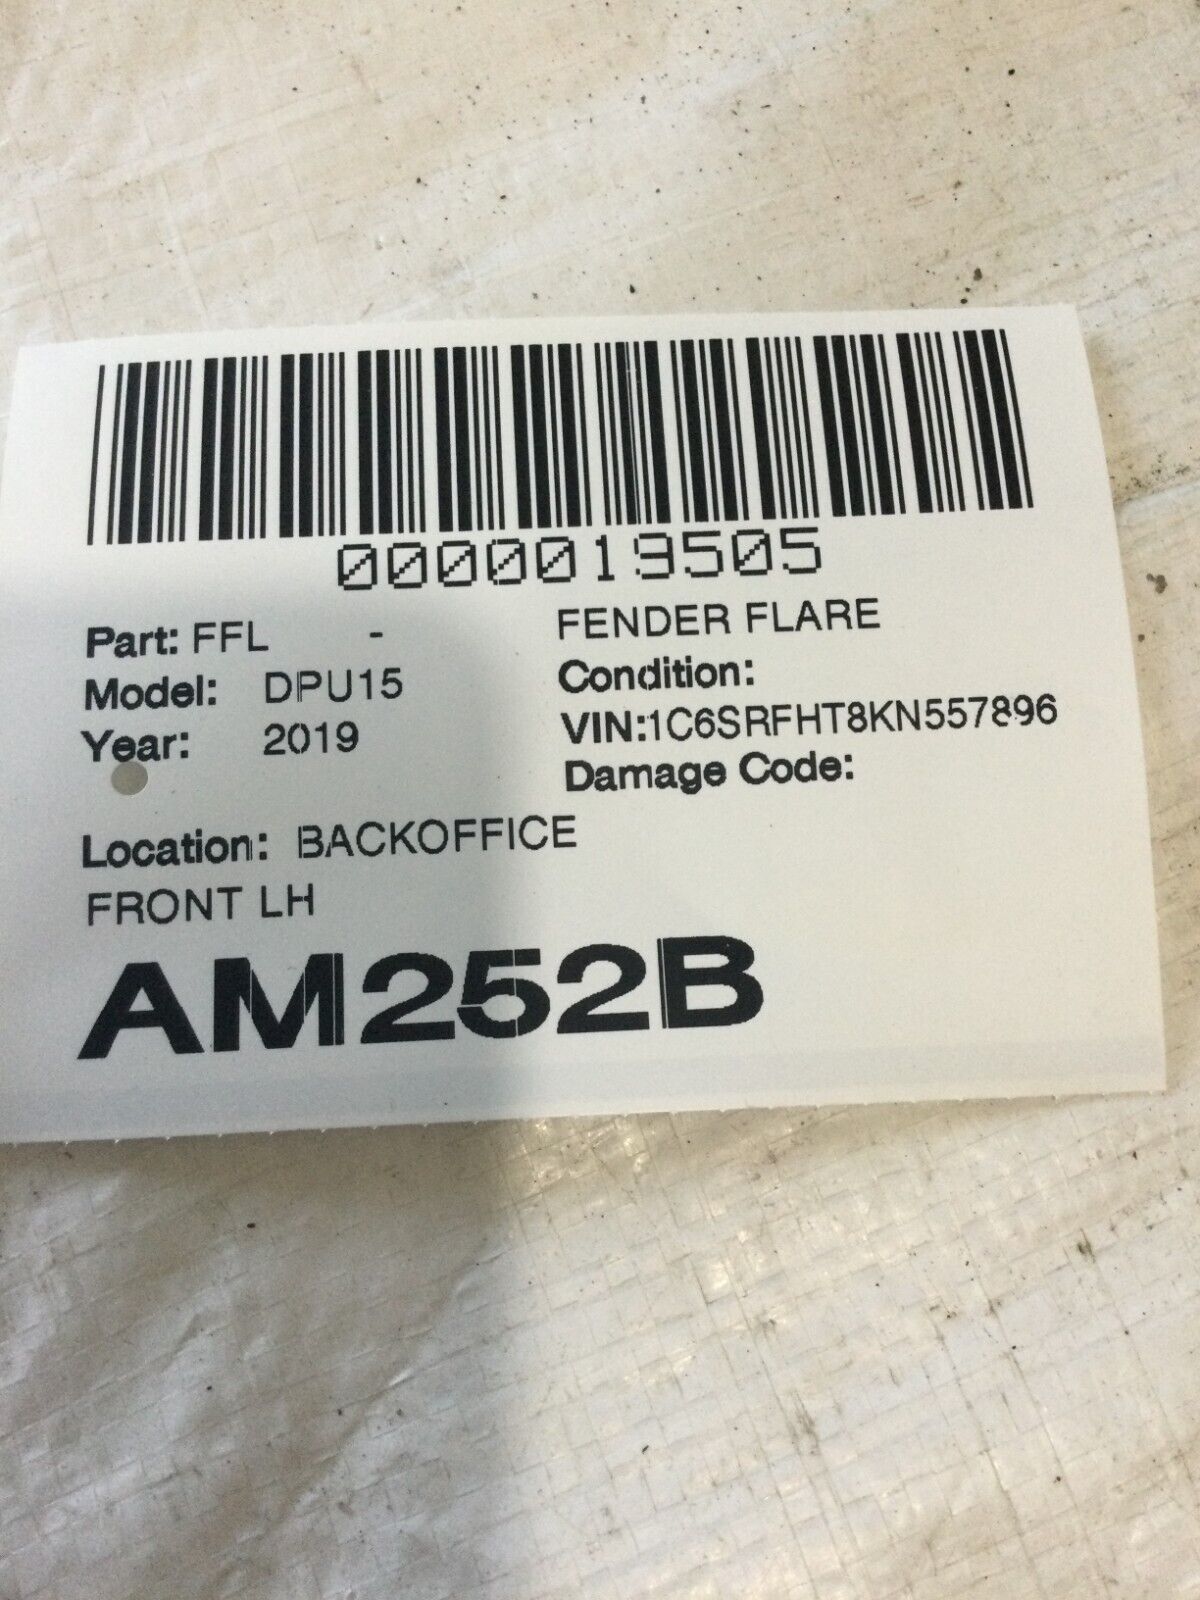 0000019505
Part: FFL - FENDER FLARE
Model: DPU15 Condition:
Year: 2019 VIN:1C6SRFHT8KN557896
Damage Code:
Location: BACKOFFICE
FRONT LH
AM252B